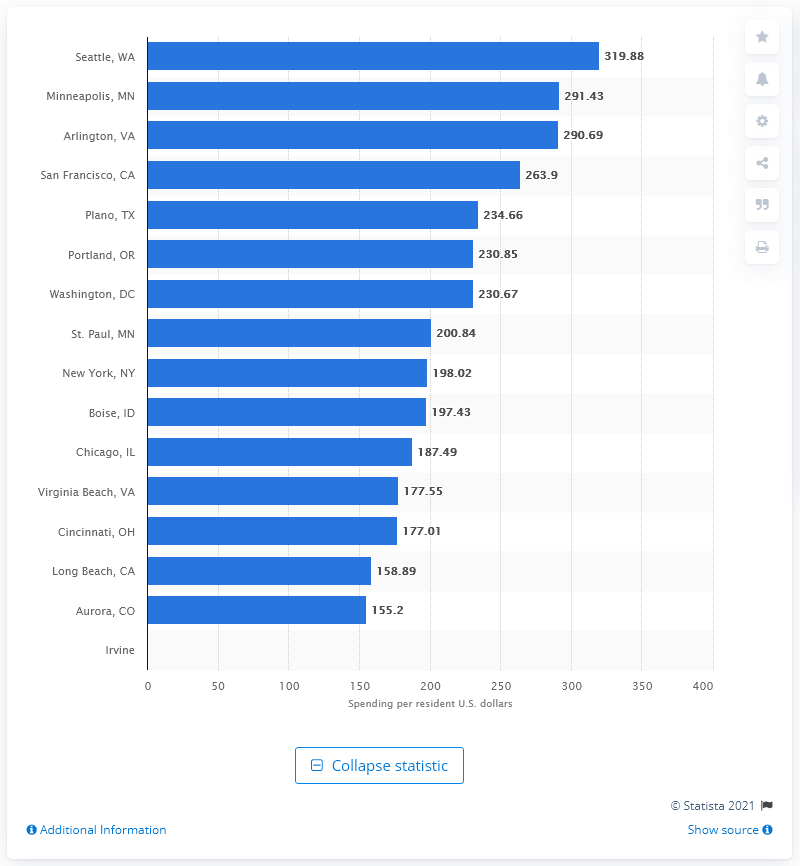 Seattle, WA 319.88
Minneapolis, MN 291.43
Arlington, VA 290.69
San Francisco, CA 263.9
Plano, TX 234.66
Portland, OR 230.85
Washington, DC 230.67
St. Paul, MN 200.84
New York, NY 198.02
Boise, ID 197.43
Chicago, IL 187.49
Virginia Beach, VA 177.55
Cincinnati, OH 177.01
Long Beach, CA 158.89
Aurora, CO 155.2
Irvine
0 50 100 150 200 250 300 350 400
Spending per resident U.S. dollars
Collapse statistic
© Statista 2021
Additional Information Show source